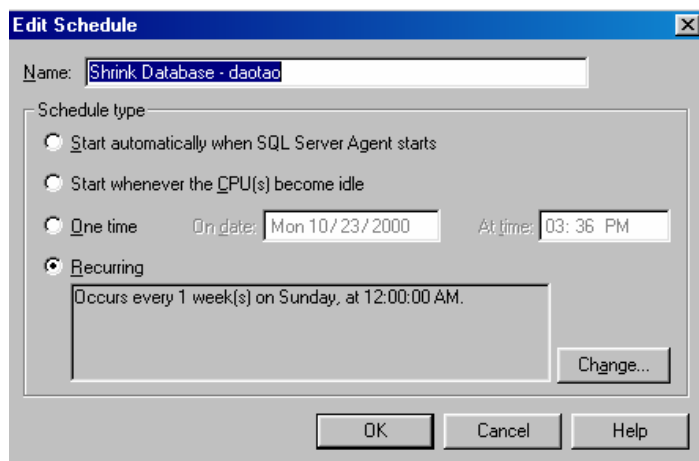 Edit Schedule
Name: Shrink Database - daotao
Schedule type
Start automatically when SQL Server Agent starts
Start whenever the CPU(s) become idle
One time On date: Mon 10/23/2000 At time: 03: 36 PM
Recurring
Occurs every 1 week(s) on Sunday, at 12:00:00 AM.
Change...
OK Cancel Help